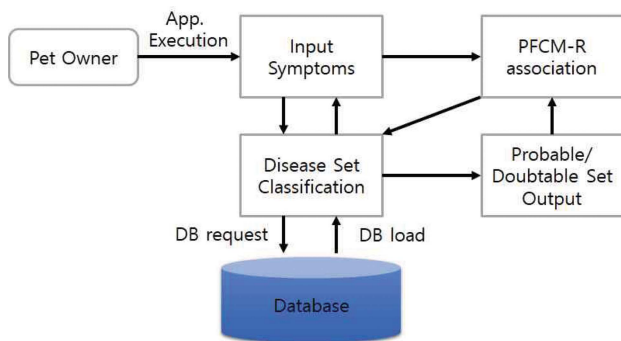 App.
Execution
Pet Owner
Input
Symptoms
PFCM-R
association
Disease Set
Classification
Probable/
Doubtable Set
Output
DB request
DB load
Database